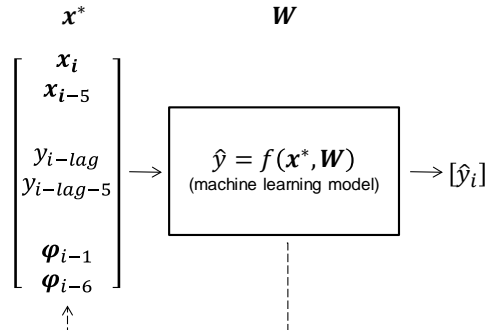 x* W
x_i
x_{i−5}
y_{i−lag}
y_{i−lag−5}
φ_{i−1}
φ_{i−6}
ŷ = f(x*, W)
(machine learning model)
[ŷ_i]